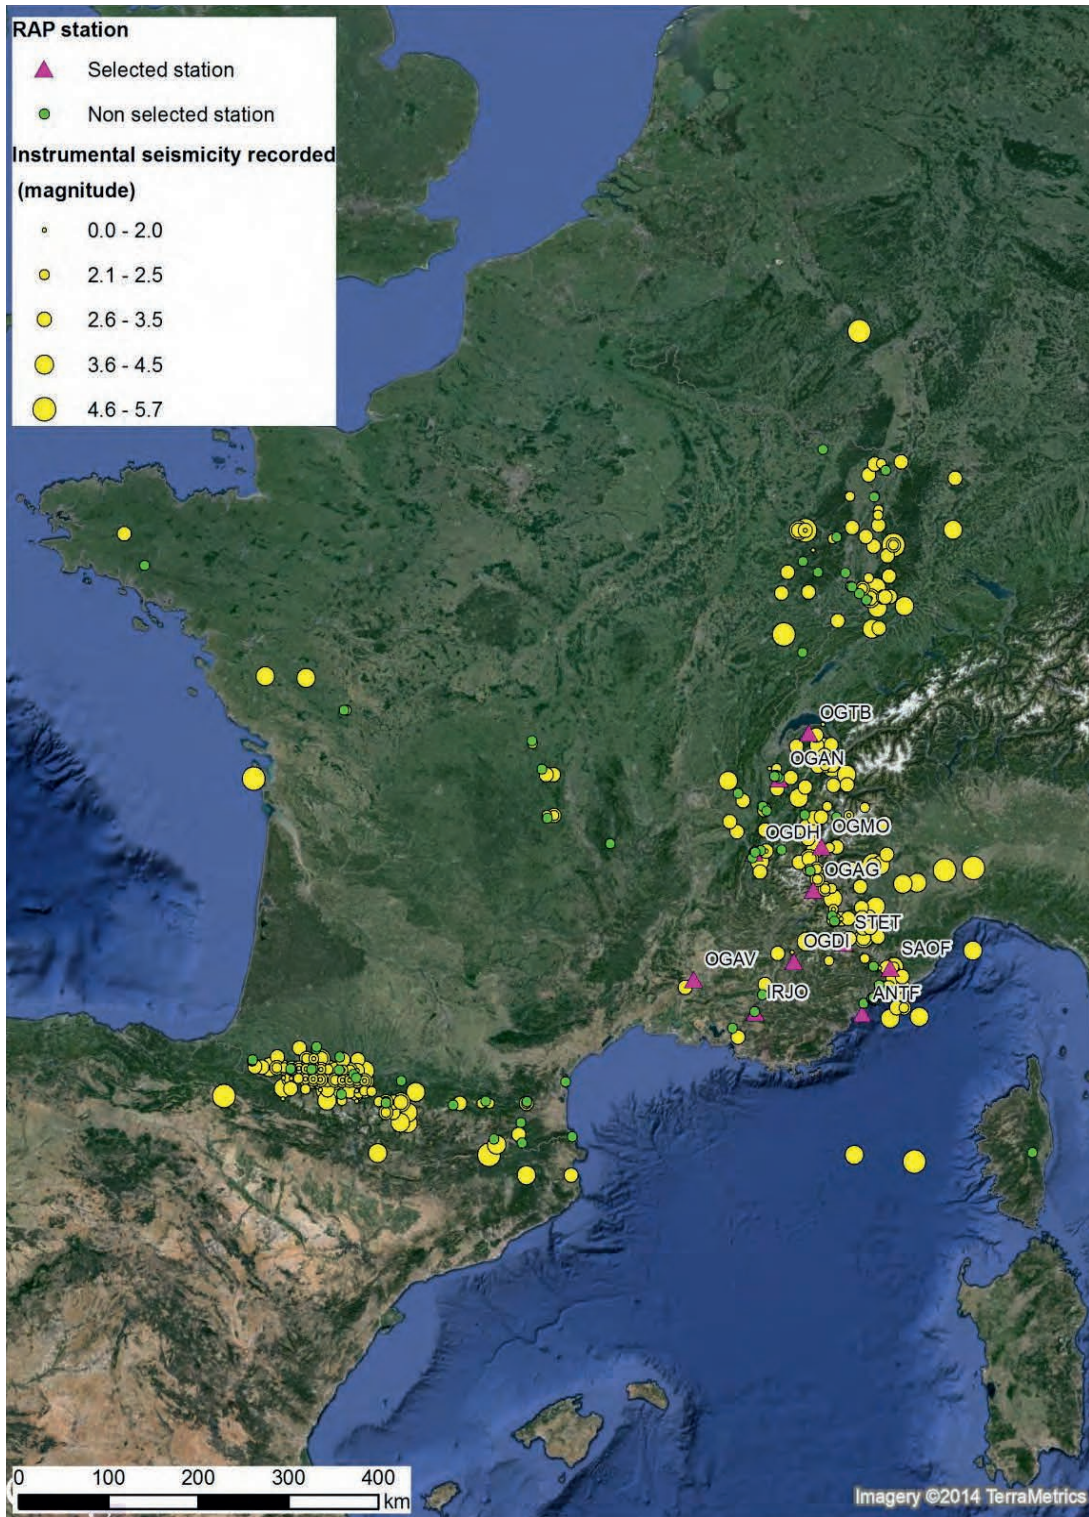 RAP station
Selected station
Non selected station
Instrumental seismicity recorded
(magnitude)
0.0 - 2.0
2.1 - 2.5
2.6 - 3.5
3.6 - 4.5
4.6 - 5.7
OGTB
OGAN
OGDH
OGMO
OGAG
STET
OGDI
SAOF
OGAV
IRJO
ANTF
0 100 200 300 400
km
Imagery ©2014 TerraMetrics